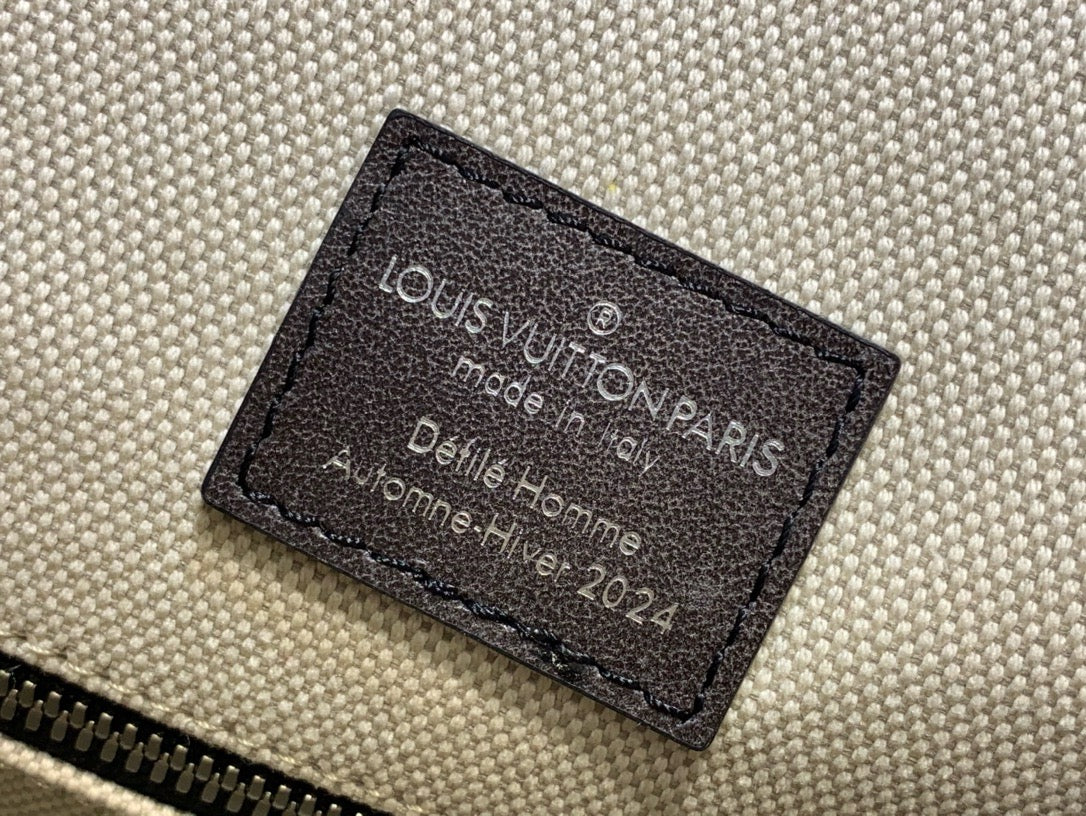 ®
LOUIS VUITTON PARIS
made in Italy
Défilé Homme
Automne-Hiver 2024